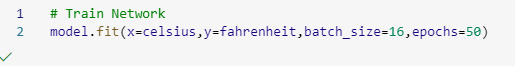 1 # Train Network
2 model.fit(x=celsius,y=fahrenheit,batch_size=16,epochs=50)